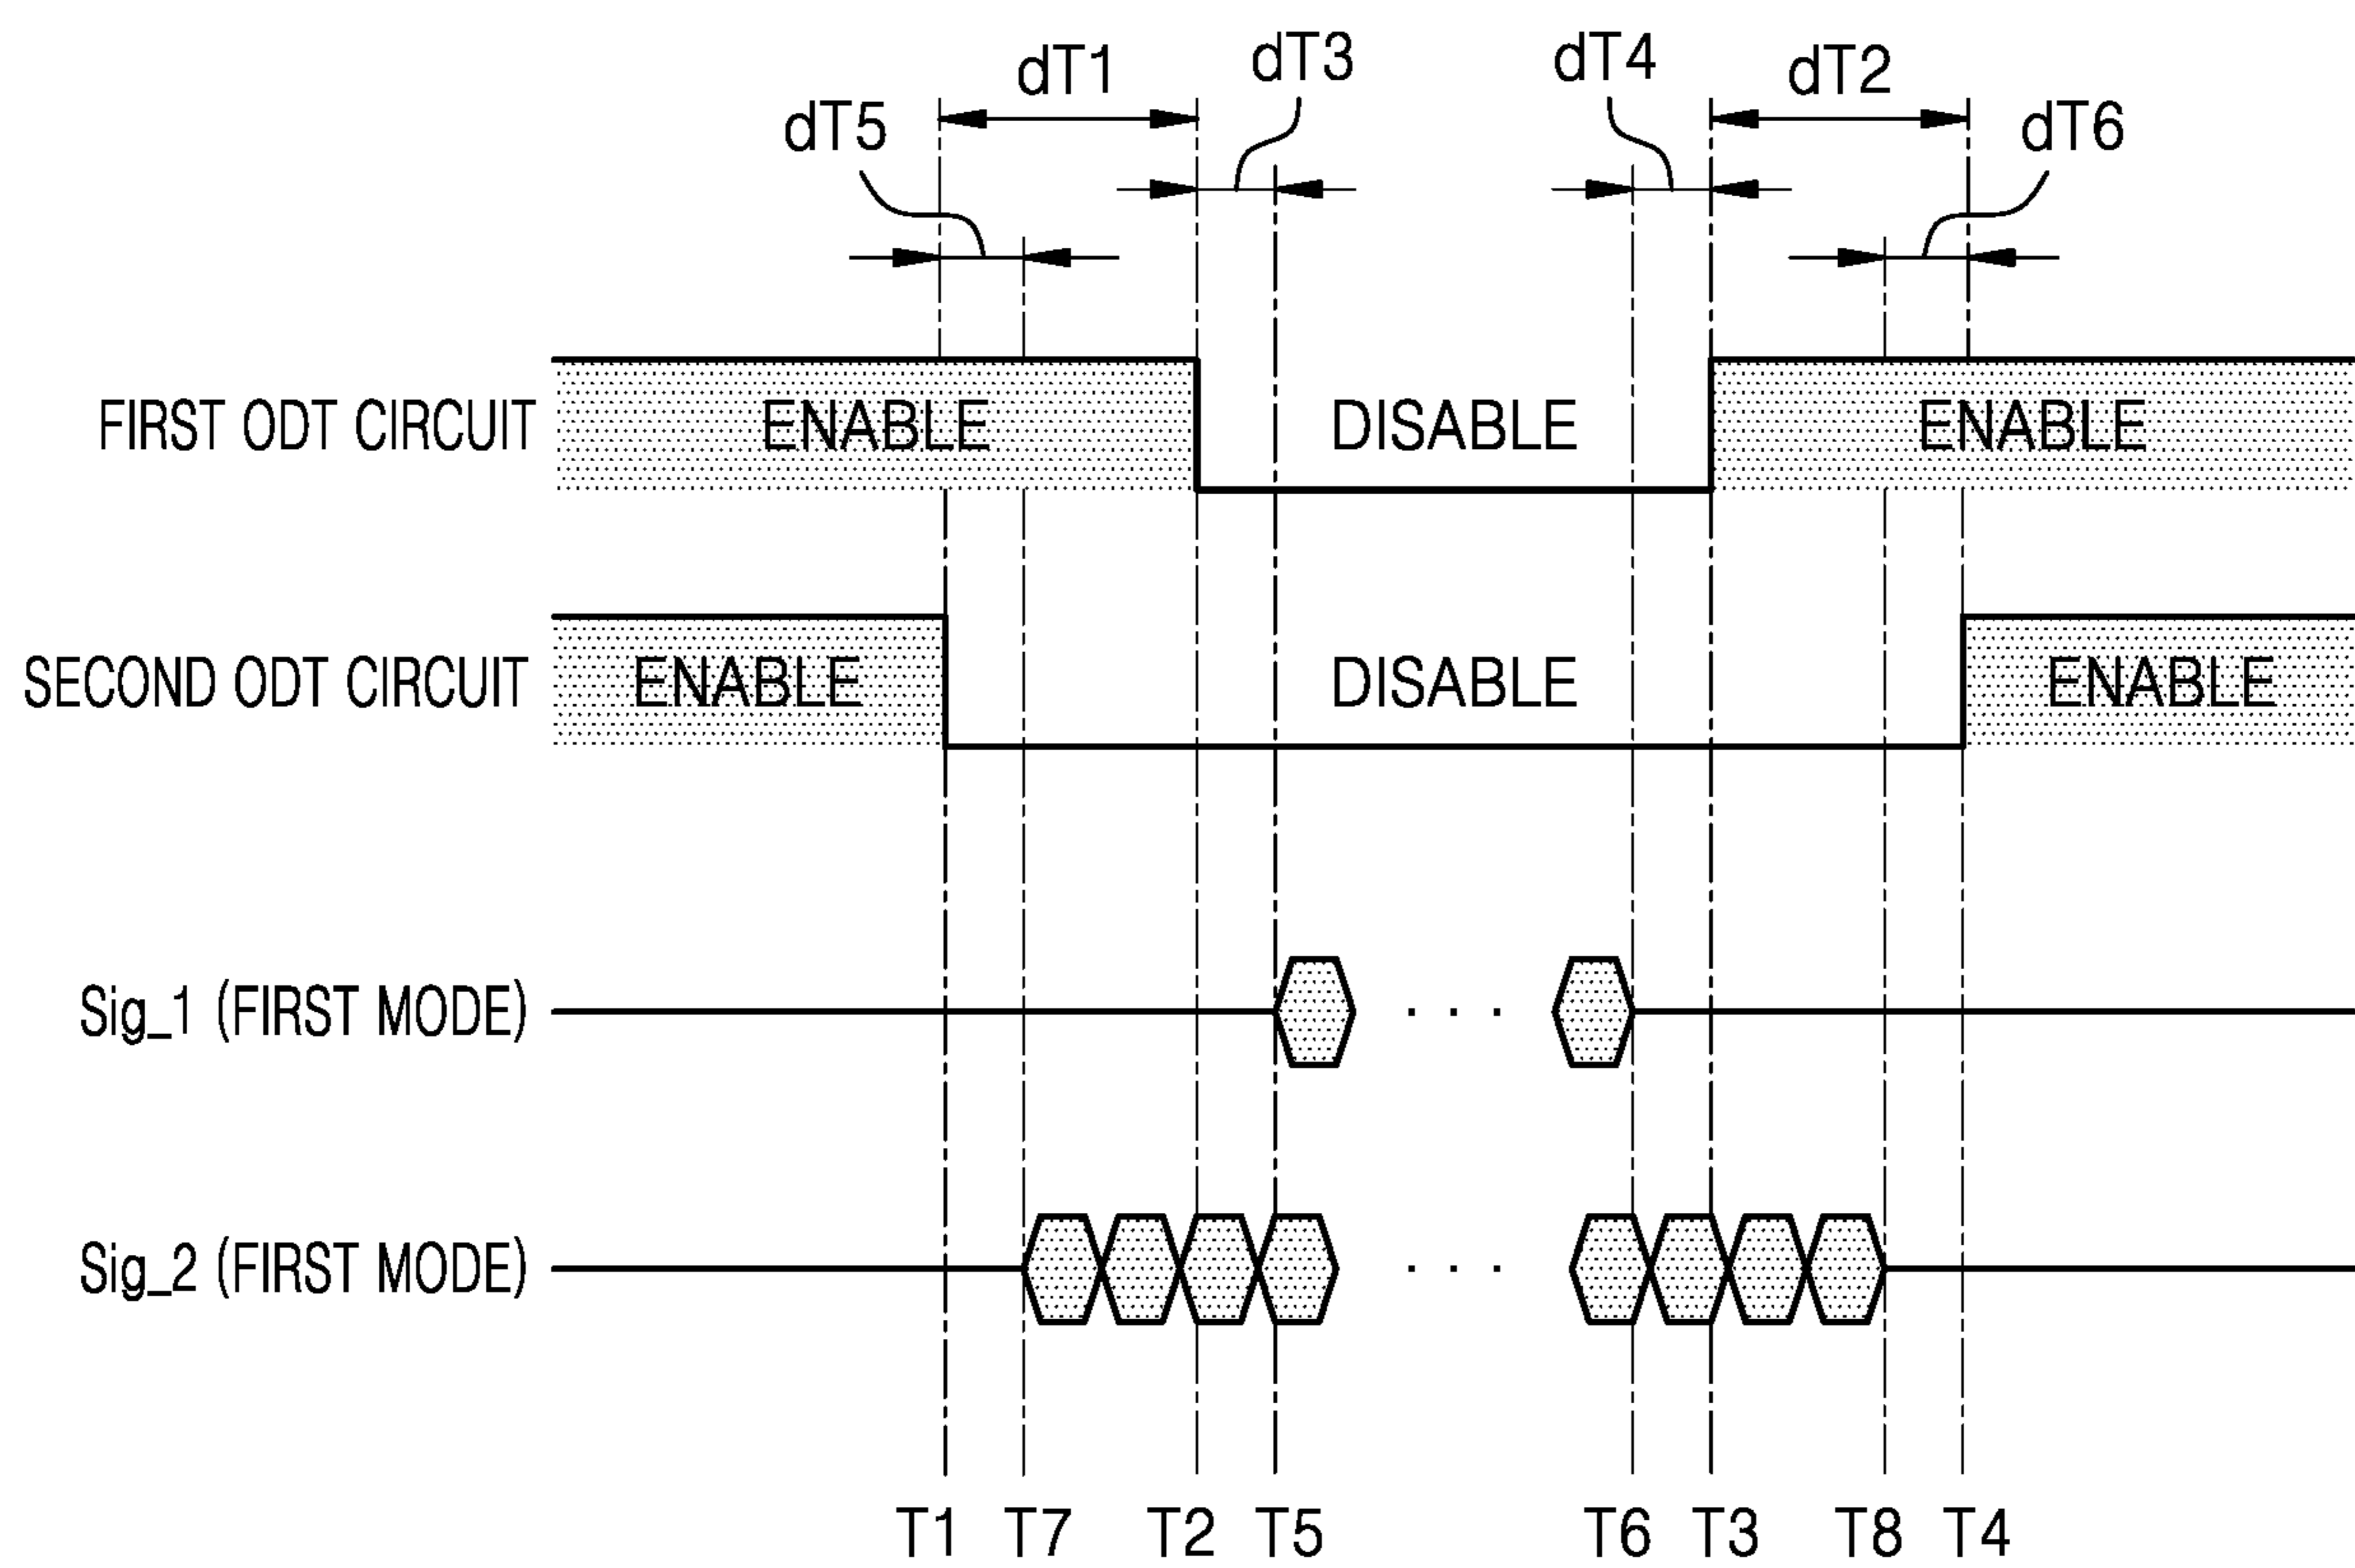 dT1 dT3 dT4 dT2
dT5 dT6
FIRST ODT CIRCUIT ENABLE DISABLE ENABLE
SECOND ODT CIRCUIT ENABLE DISABLE ENABLE
Sig_1 (FIRST MODE) . . .
Sig_2 (FIRST MODE) . . .
T1 T7 T2 T5 T6 T3 T8 T4